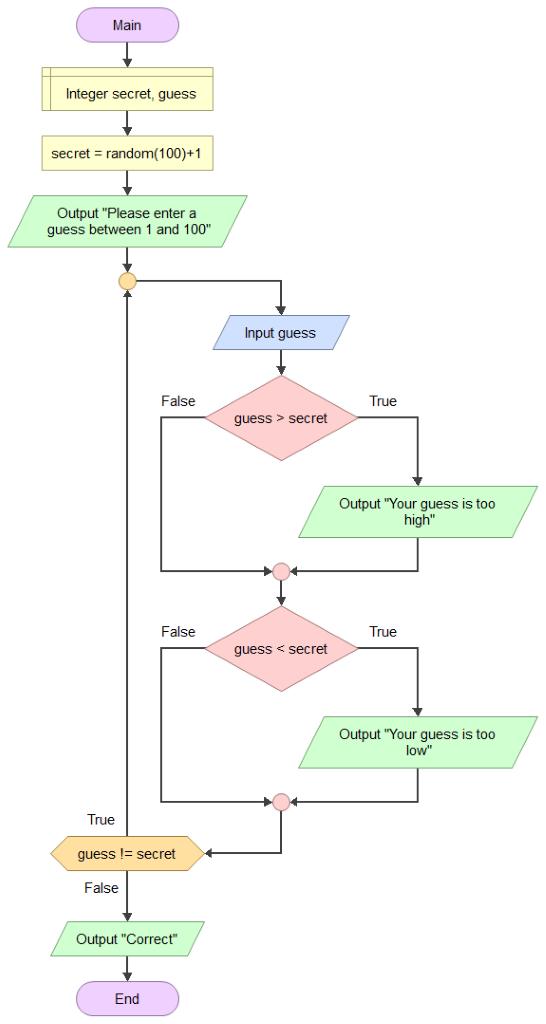 Main
Integer secret, guess
secret = random(100)+1
Output "Please enter a
guess between 1 and 100"
Input guess
False
True
guess > secret
Output "Your guess is too
high"
False
True
guess < secret
Output "Your guess is too
low"
True
guess != secret
False
Output "Correct"
End